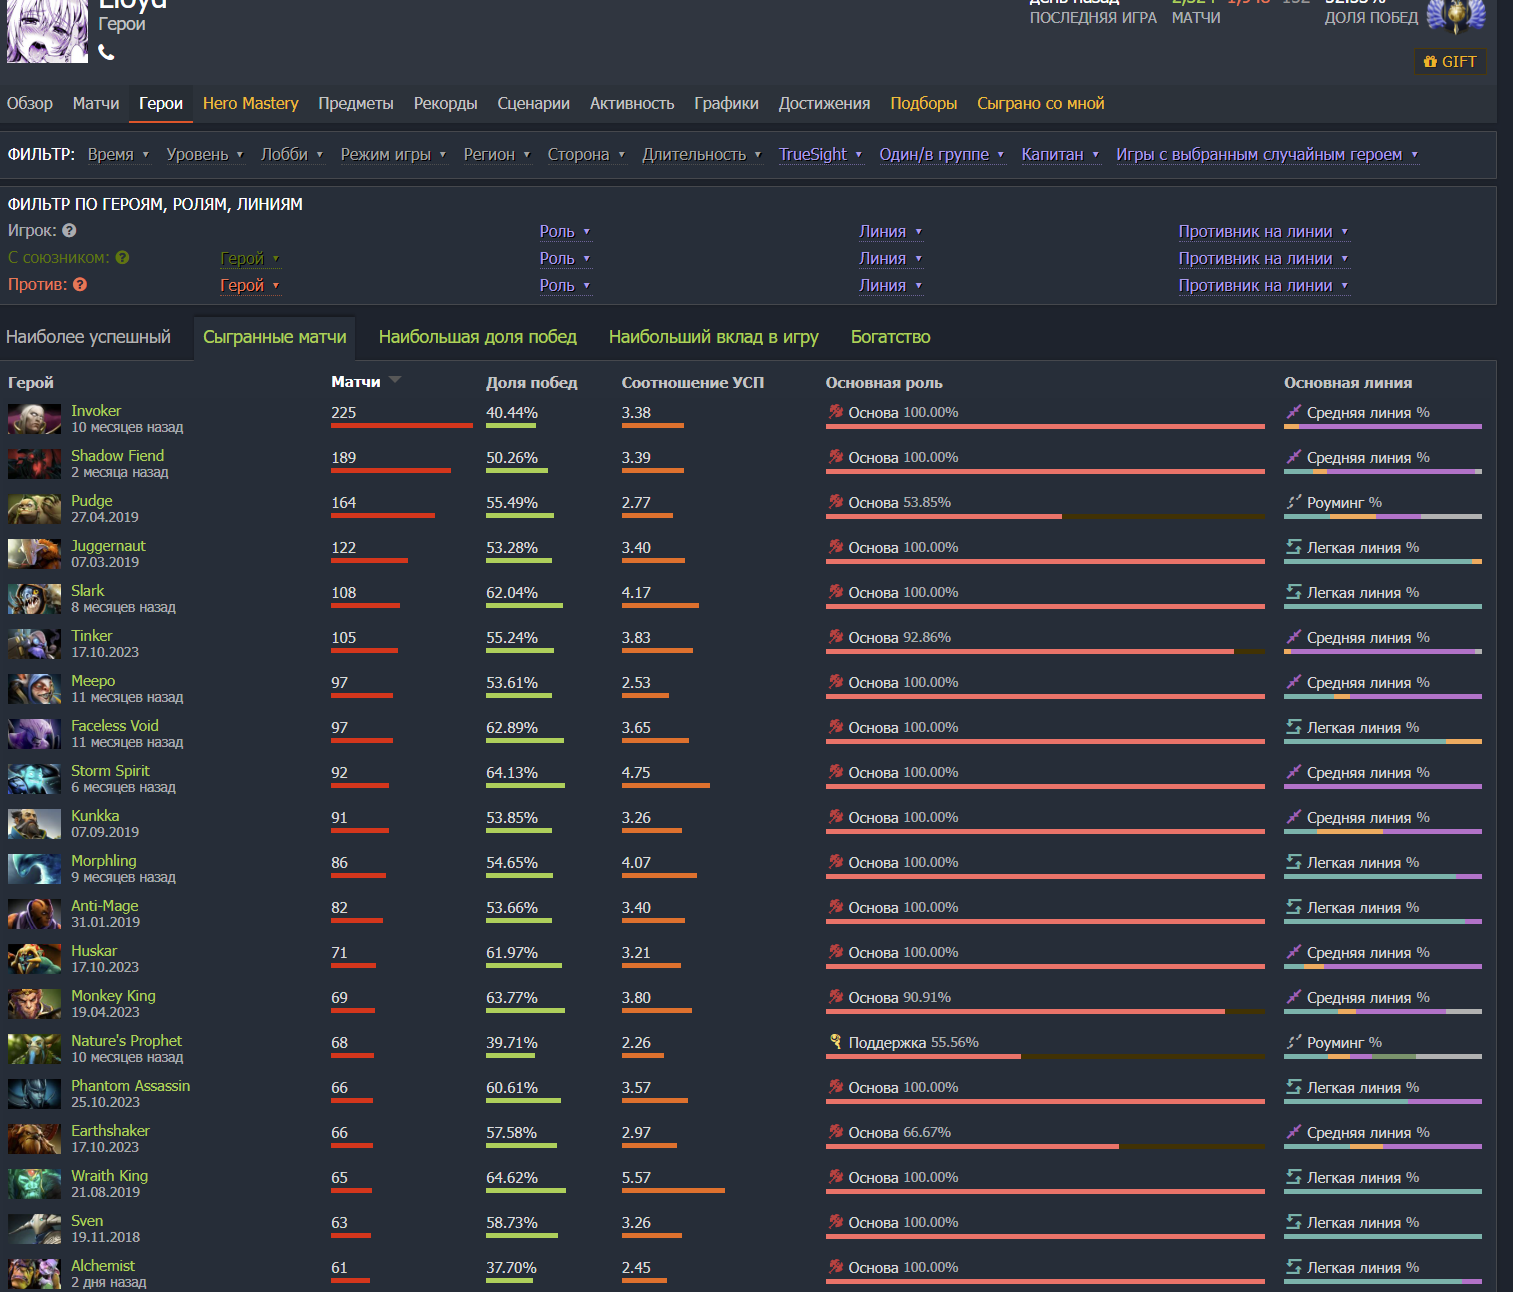 Lloyd
Герои
день назад
ПОСЛЕДНЯЯ ИГРА
МАТЧИ
ДОЛЯ ПОБЕД
GIFT
Обзор Матчи Герои Hero Mastery Предметы Рекорды Сценарии Активность Графики Достижения Подборы Сыграно со мной
ФИЛЬТР: Время Уровень Лобби Режим игры Регион Сторона Длительность TrueSight Один/в группе Капитан Игры с выбранным случайным героем
ФИЛЬТР ПО ГЕРОЯМ, РОЛЯМ, ЛИНИЯМ
Игрок: Роль Линия Противник на линии
С союзником: Герой Роль Линия Противник на линии
Против: Герой Роль Линия Противник на линии
Наиболее успешный Сыгранные матчи Наибольшая доля побед Наибольший вклад в игру Богатство
Герой Матчи Доля побед Соотношение УСП Основная роль Основная линия
Invoker 225 40.44% 3.38 Основа 100.00% Средняя линия %
10 месяцев назад
Shadow Fiend 189 50.26% 3.39 Основа 100.00% Средняя линия %
2 месяца назад
Pudge 164 55.49% 2.77 Основа 53.85% Роуминг %
27.04.2019
Juggernaut 122 53.28% 3.40 Основа 100.00% Легкая линия %
07.03.2019
Slark 108 62.04% 4.17 Основа 100.00% Легкая линия %
8 месяцев назад
Tinker 105 55.24% 3.83 Основа 92.86% Средняя линия %
17.10.2023
Meepo 97 53.61% 2.53 Основа 100.00% Средняя линия %
11 месяцев назад
Faceless Void 97 62.89% 3.65 Основа 100.00% Легкая линия %
11 месяцев назад
Storm Spirit 92 64.13% 4.75 Основа 100.00% Средняя линия %
6 месяцев назад
Kunkka 91 53.85% 3.26 Основа 100.00% Средняя линия %
07.09.2019
Morphling 86 54.65% 4.07 Основа 100.00% Легкая линия %
9 месяцев назад
Anti-Mage 82 53.66% 3.40 Основа 100.00% Легкая линия %
31.01.2019
Huskar 71 61.97% 3.21 Основа 100.00% Средняя линия %
17.10.2023
Monkey King 69 63.77% 3.80 Основа 90.91% Средняя линия %
19.04.2023
Nature's Prophet 68 39.71% 2.26 Поддержка 55.56% Роуминг %
10 месяцев назад
Phantom Assassin 66 60.61% 3.57 Основа 100.00% Легкая линия %
25.10.2023
Earthshaker 66 57.58% 2.97 Основа 66.67% Средняя линия %
17.10.2023
Wraith King 65 64.62% 5.57 Основа 100.00% Легкая линия %
21.08.2019
Sven 63 58.73% 3.26 Основа 100.00% Легкая линия %
19.11.2018
Alchemist 61 37.70% 2.45 Основа 100.00% Легкая линия %
2 дня назад